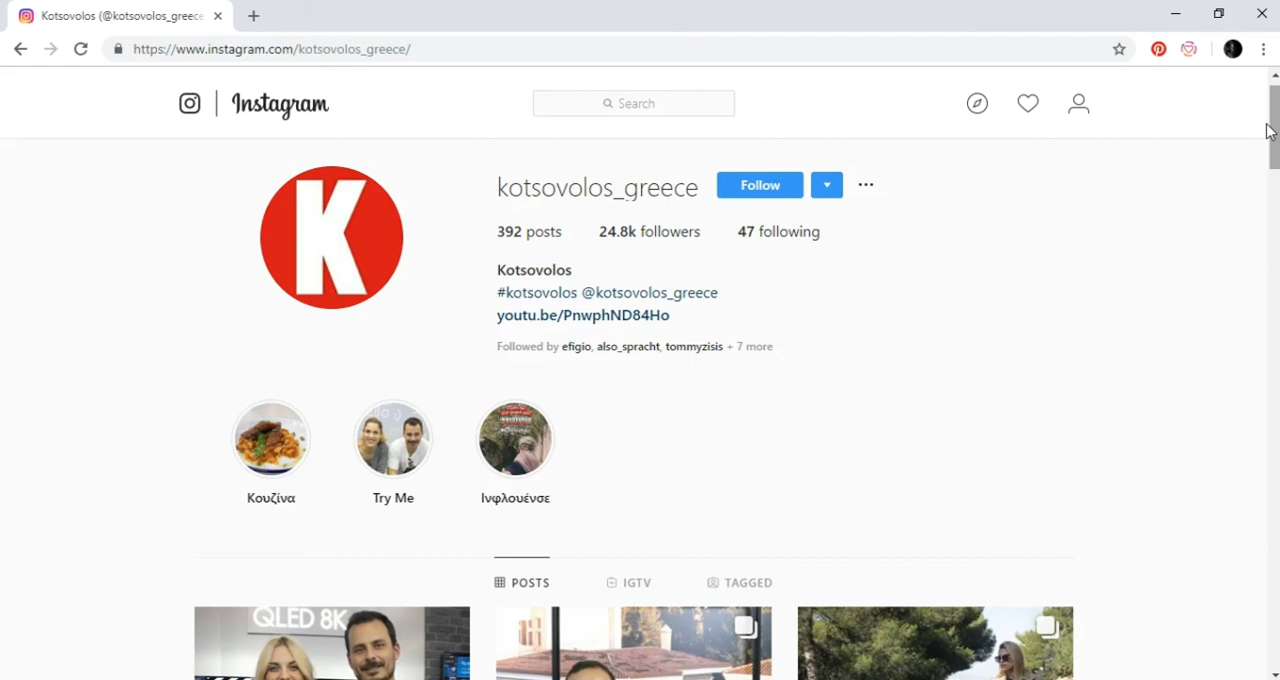 Kotsovolos (@kotsovolos_greece
https://www.instagram.com/kotsovolos_greece/
Instagram
Search
K
kotsovolos_greece Follow
392 posts 24.8k followers 47 following
Kotsovolos
#kotsovolos @kotsovolos_greece
youtu.be/PnwphND84Ho
Followed by efigio, also_spracht, tommyzisis + 7 more
Κουζίνα Try Me Ινφλουένσε
POSTS IGTV TAGGED
QLED 8K